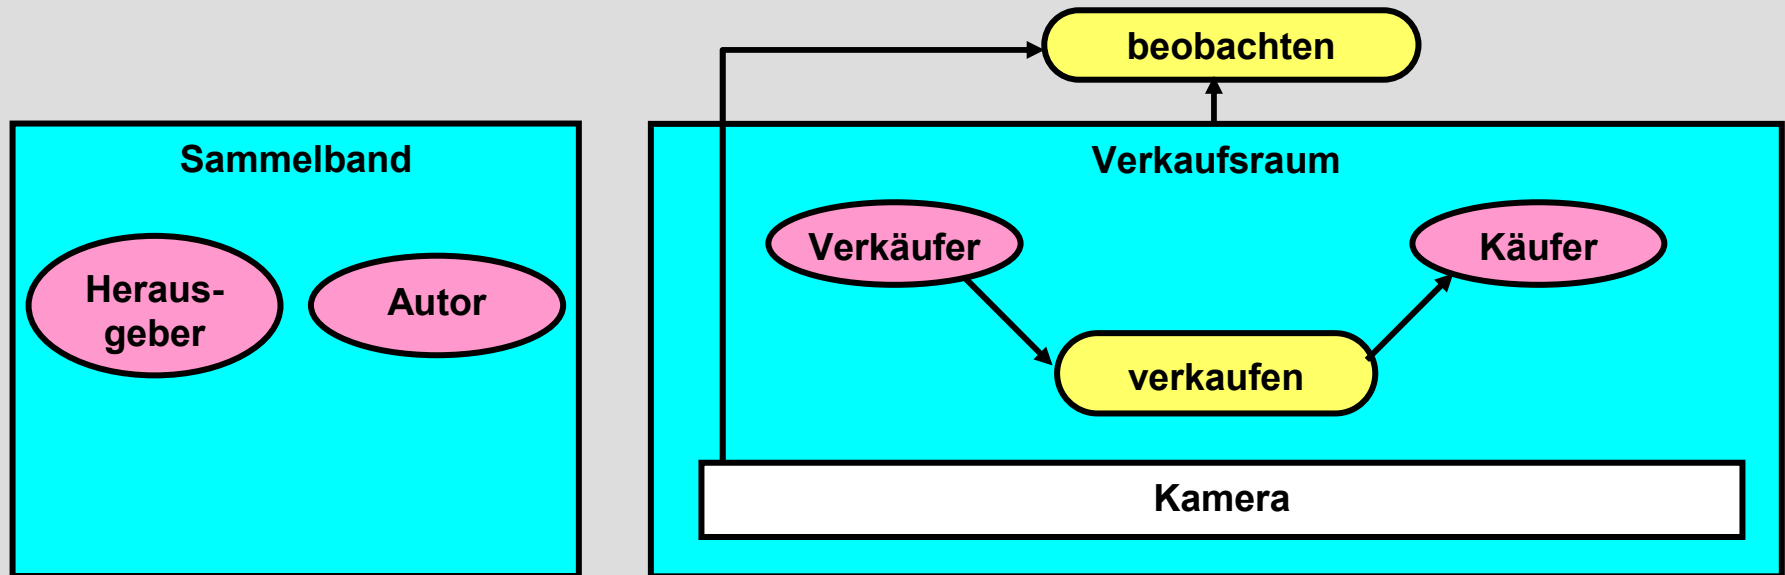 beobachten
Sammelband
Heraus-
geber
Autor
Verkaufsraum
Verkäufer
Käufer
verkaufen
Kamera